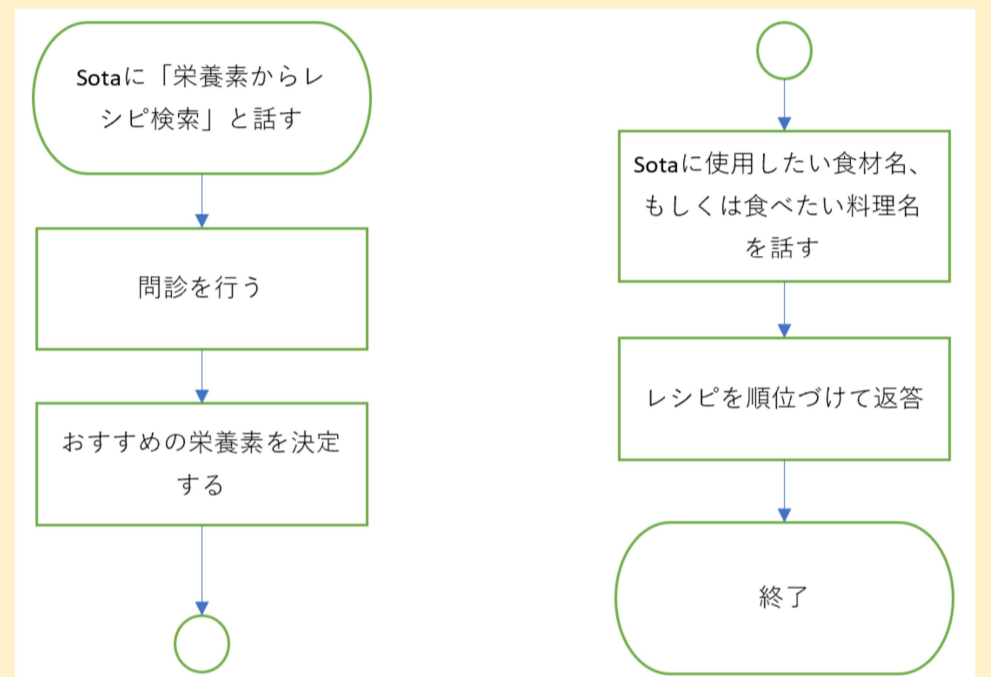 Sotaに「栄養素からレ
シピ検索」と話す
問診を行う
おすすめの栄養素を決定
する
Sotaに使用したい食材名、
もしくは食べたい料理名
を話す
レシピを順位づけて返答
終了